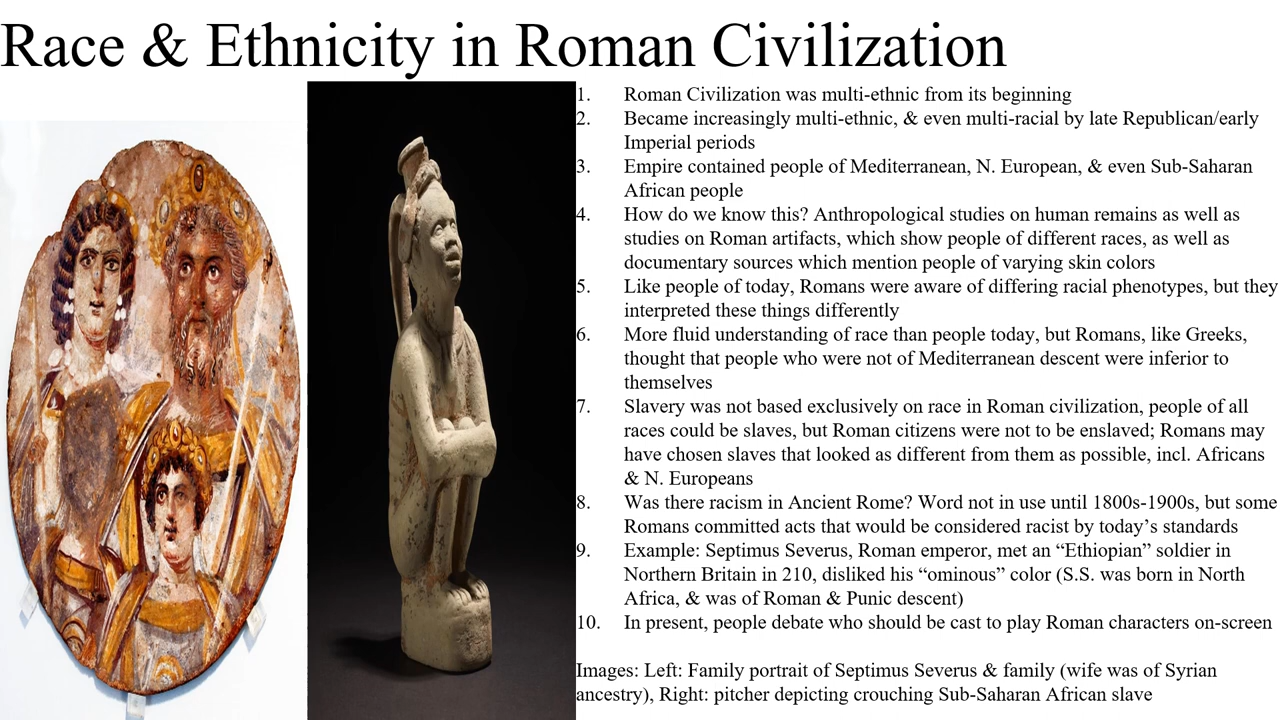 Race & Ethnicity in Roman Civilization
1. Roman Civilization was multi-ethnic from its beginning
2. Became increasingly multi-ethnic, & even multi-racial by late Republican/early
Imperial periods
3. Empire contained people of Mediterranean, N. European, & even Sub-Saharan
African people
4. How do we know this? Anthropological studies on human remains as well as
studies on Roman artifacts, which show people of different races, as well as
documentary sources which mention people of varying skin colors
5. Like people of today, Romans were aware of differing racial phenotypes, but they
interpreted these things differently
6. More fluid understanding of race than people today, but Romans, like Greeks,
thought that people who were not of Mediterranean descent were inferior to
themselves
7. Slavery was not based exclusively on race in Roman civilization, people of all
races could be slaves, but Roman citizens were not to be enslaved; Romans may
have chosen slaves that looked as different from them as possible, incl. Africans
& N. Europeans
8. Was there racism in Ancient Rome? Word not in use until 1800s-1900s, but some
Romans committed acts that would be considered racist by today’s standards
9. Example: Septimus Severus, Roman emperor, met an “Ethiopian” soldier in
Northern Britain in 210, disliked his “ominous” color (S.S. was born in North
Africa, & was of Roman & Punic descent)
10. In present, people debate who should be cast to play Roman characters on-screen
Images: Left: Family portrait of Septimus Severus & family (wife was of Syrian
ancestry), Right: pitcher depicting crouching Sub-Saharan African slave